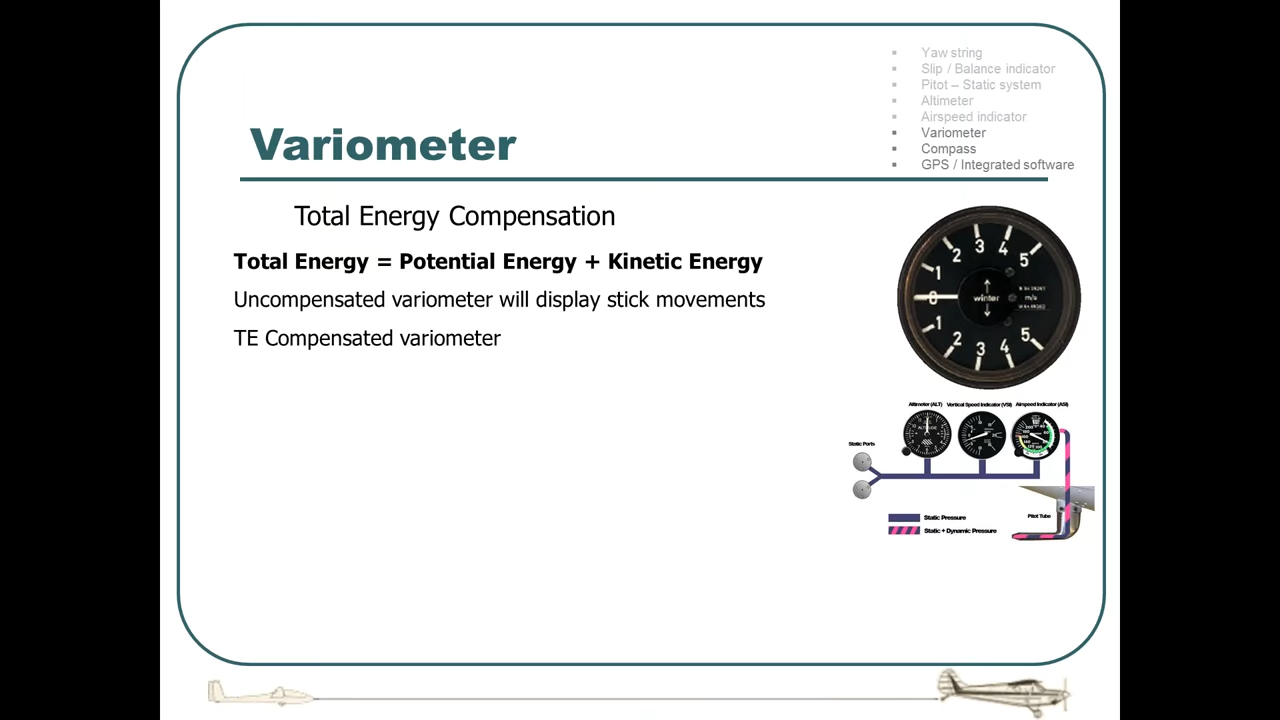 Yaw string
Slip / Balance indicator
Pitot – Static system
Altimeter
Airspeed indicator
Variometer
Compass
GPS / Integrated software
Variometer
Total Energy Compensation
Total Energy = Potential Energy + Kinetic Energy
Uncompensated variometer will display stick movements
TE Compensated variometer
1 2 3 4 5
0
winter
m/s
1 2 3 4 5
Altimeter (ALT) Vertical Speed Indicator (VSI) Airspeed Indicator (ASI)
Static Ports
Pitot Tube
Static Pressure
Static + Dynamic Pressure